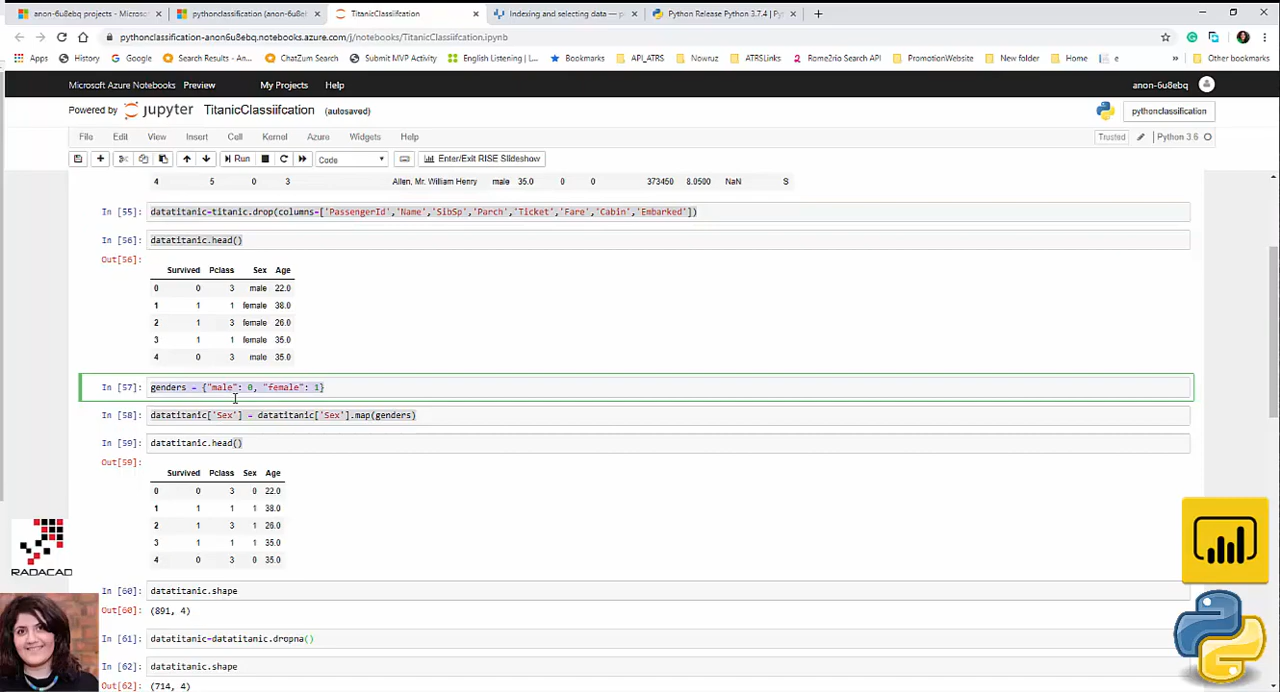 azureml projects - Microso
pythonclassification (anon-6u8eb
TitanicClassiifcation
Indexing and selecting data — p
Python Release Python 3.7.4 | Py
pythonclassification-anon6u8ebq.notebooks.azure.com/j/notebooks/TitanicClassiifcation.ipynb
Apps History Google Search Results - An... ChatZum Search Submit MVP Activity English Listening | L... Bookmarks API_ATRS Nowruz ATRSLinks Rome2rio Search API PromotionWebsite New folder Home e » Other bookmarks
Microsoft Azure Notebooks Preview My Projects Help anon-6u8ebq
Powered by jupyter TitanicClassiifcation (autosaved) pythonclassification
File Edit View Insert Cell Kernel Azure Widgets Help Trusted Python 3.6
Run Code Enter/Exit RISE Slideshow
4 5 0 3 Allen, Mr. William Henry male 35.0 0 0 373450 8.0500 NaN S
In [55]: datatitanic=titanic.drop(columns=['PassengerId','Name','SibSp','Parch','Ticket','Fare','Cabin','Embarked'])
In [56]: datatitanic.head()
Out[56]:
Survived Pclass Sex Age
0 0 3 male 22.0
1 1 1 female 38.0
2 1 3 female 26.0
3 1 1 female 35.0
4 0 3 male 35.0
In [57]: genders = {"male": 0, "female": 1}
In [58]: datatitanic['Sex'] = datatitanic['Sex'].map(genders)
In [59]: datatitanic.head()
Out[59]:
Survived Pclass Sex Age
0 0 3 0 22.0
1 1 1 1 38.0
2 1 3 1 26.0
3 1 1 1 35.0
4 0 3 0 35.0
RADACAD
In [60]: datatitanic.shape
Out[60]: (891, 4)
In [61]: datatitanic=datatitanic.dropna()
In [62]: datatitanic.shape
Out[62]: (714, 4)